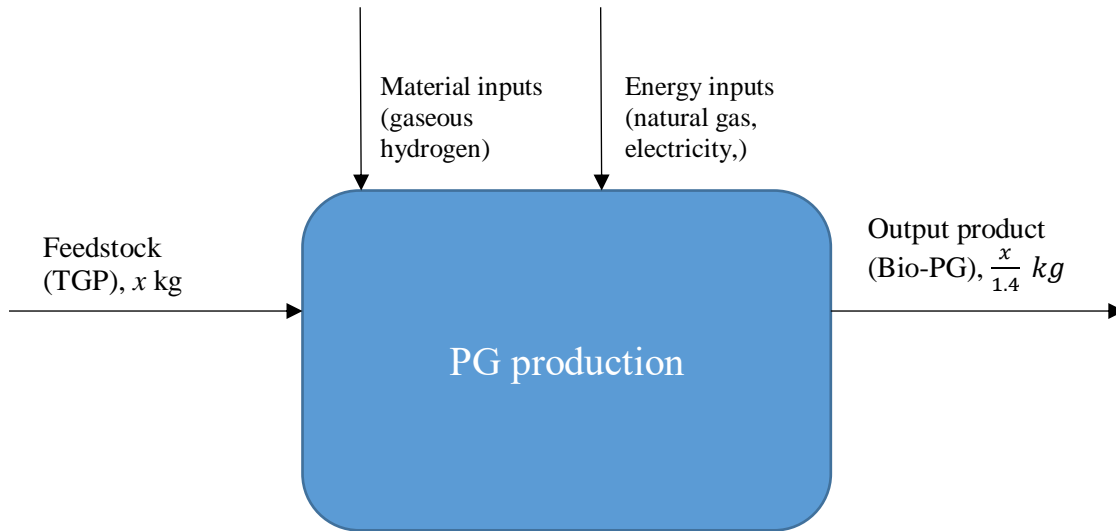 Material inputs
(gaseous
hydrogen)
Energy inputs
(natural gas,
electricity,)
Feedstock
(TGP), x kg
Output product
(Bio-PG), x/1.4 kg
PG production